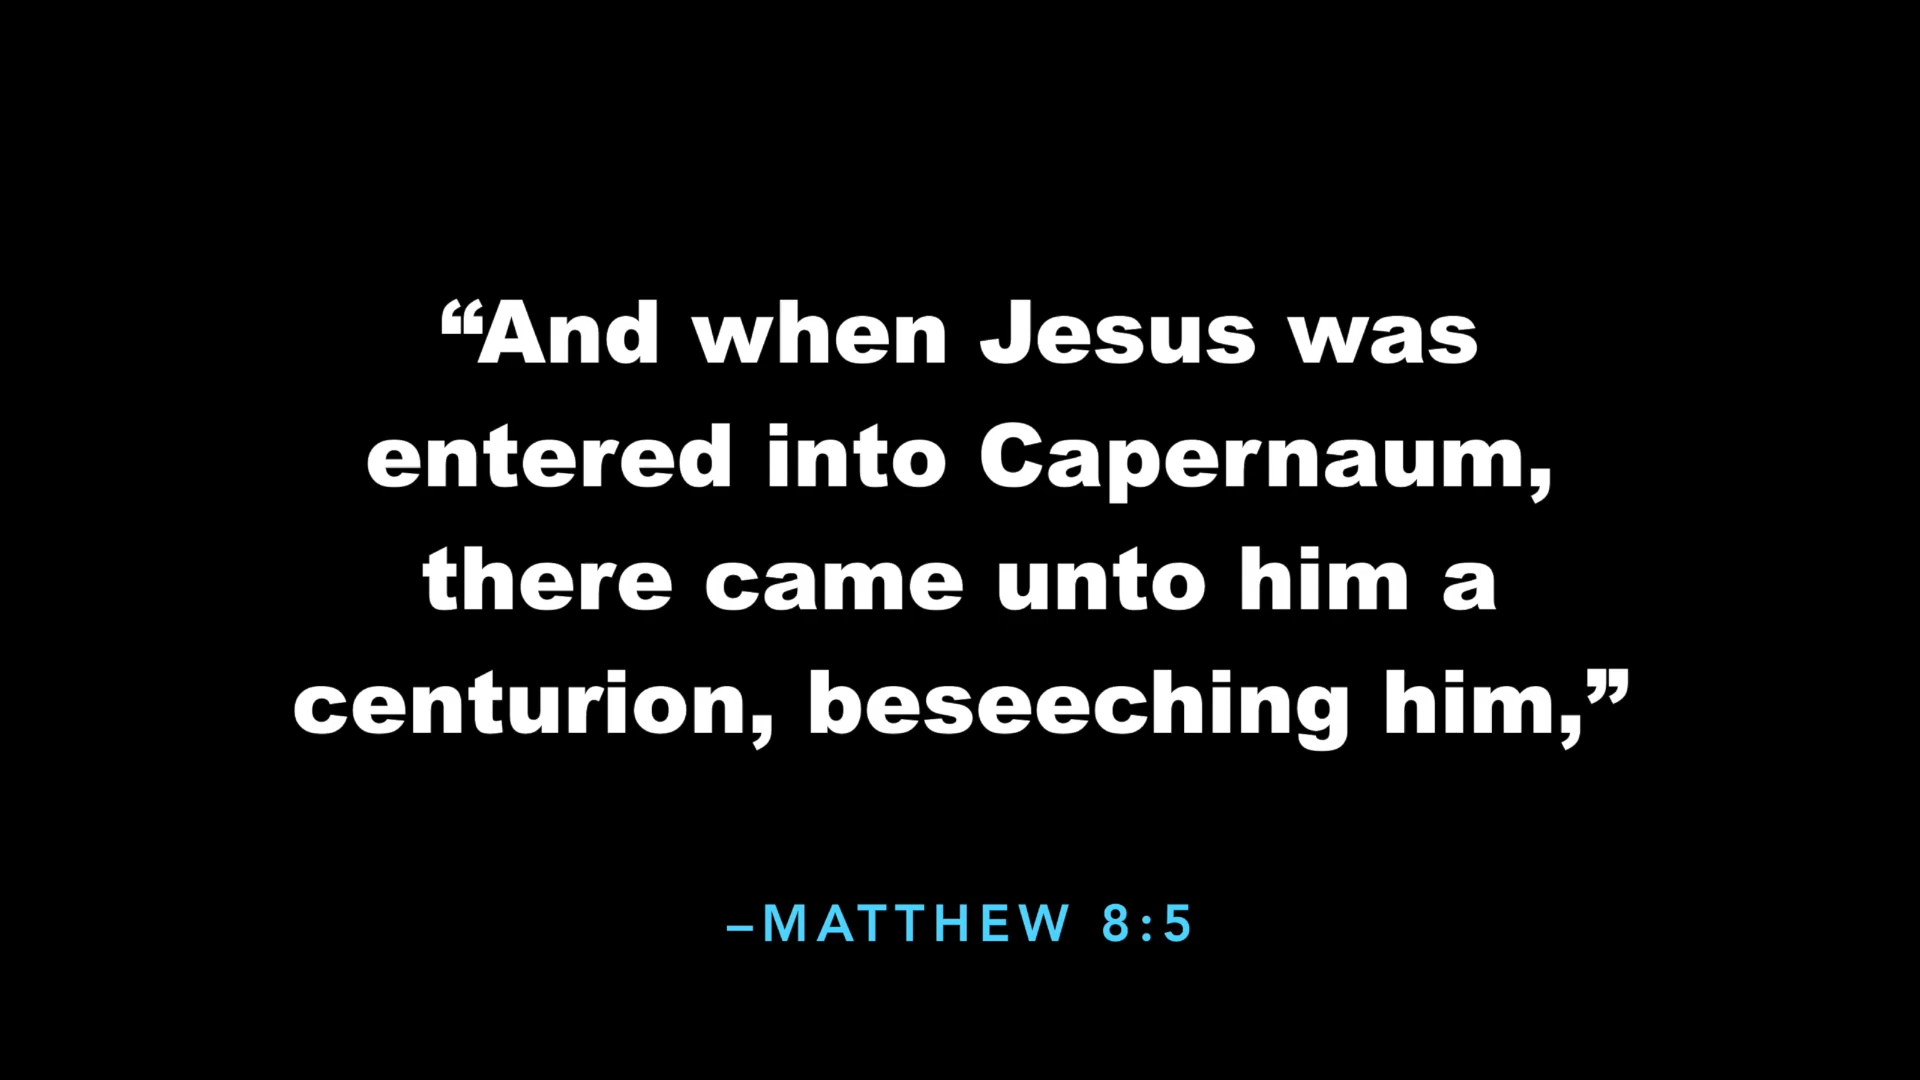 “And when Jesus was
entered into Capernaum,
there came unto him a
centurion, beseeching him,”
–MATTHEW 8:5